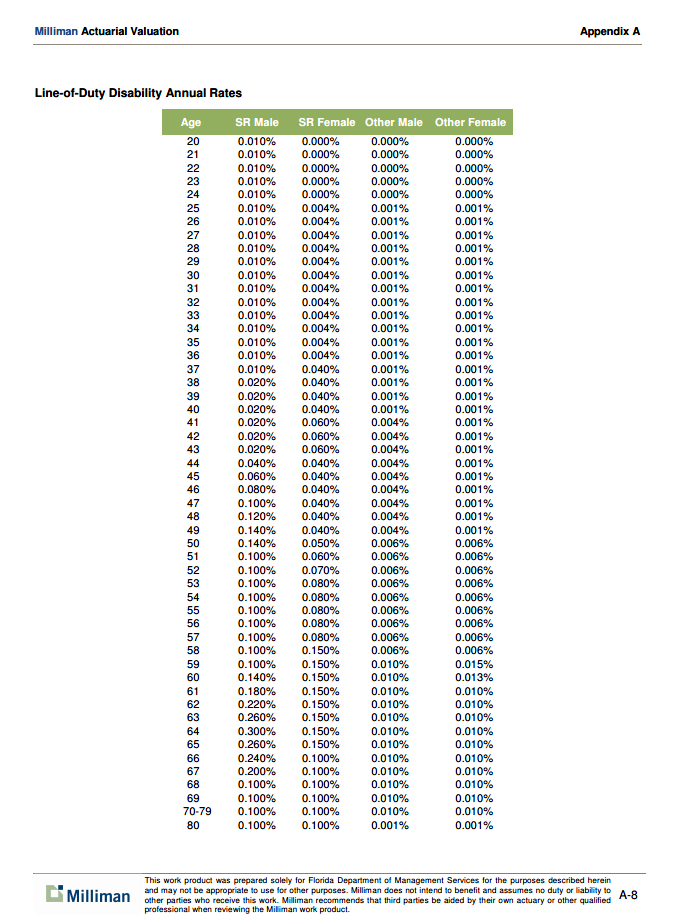 Milliman Actuarial Valuation Appendix A
Line-of-Duty Disability Annual Rates
Age SR Male SR Female Other Male Other Female
20 0.010% 0.000% 0.000% 0.000%
21 0.010% 0.000% 0.000% 0.000%
22 0.010% 0.000% 0.000% 0.000%
23 0.010% 0.000% 0.000% 0.000%
24 0.010% 0.000% 0.000% 0.000%
25 0.010% 0.004% 0.001% 0.001%
26 0.010% 0.004% 0.001% 0.001%
27 0.010% 0.004% 0.001% 0.001%
28 0.010% 0.004% 0.001% 0.001%
29 0.010% 0.004% 0.001% 0.001%
30 0.010% 0.004% 0.001% 0.001%
31 0.010% 0.004% 0.001% 0.001%
32 0.010% 0.004% 0.001% 0.001%
33 0.010% 0.004% 0.001% 0.001%
34 0.010% 0.004% 0.001% 0.001%
35 0.010% 0.004% 0.001% 0.001%
36 0.010% 0.004% 0.001% 0.001%
37 0.010% 0.040% 0.001% 0.001%
38 0.020% 0.040% 0.001% 0.001%
39 0.020% 0.040% 0.001% 0.001%
40 0.020% 0.040% 0.001% 0.001%
41 0.020% 0.060% 0.004% 0.001%
42 0.020% 0.060% 0.004% 0.001%
43 0.020% 0.060% 0.004% 0.001%
44 0.040% 0.040% 0.004% 0.001%
45 0.060% 0.040% 0.004% 0.001%
46 0.080% 0.040% 0.004% 0.001%
47 0.100% 0.040% 0.004% 0.001%
48 0.120% 0.040% 0.004% 0.001%
49 0.140% 0.040% 0.004% 0.001%
50 0.140% 0.050% 0.006% 0.006%
51 0.100% 0.060% 0.006% 0.006%
52 0.100% 0.070% 0.006% 0.006%
53 0.100% 0.080% 0.006% 0.006%
54 0.100% 0.080% 0.006% 0.006%
55 0.100% 0.080% 0.006% 0.006%
56 0.100% 0.080% 0.006% 0.006%
57 0.100% 0.080% 0.006% 0.006%
58 0.100% 0.150% 0.006% 0.006%
59 0.100% 0.150% 0.010% 0.015%
60 0.140% 0.150% 0.010% 0.013%
61 0.180% 0.150% 0.010% 0.010%
62 0.220% 0.150% 0.010% 0.010%
63 0.260% 0.150% 0.010% 0.010%
64 0.300% 0.150% 0.010% 0.010%
65 0.260% 0.150% 0.010% 0.010%
66 0.240% 0.100% 0.010% 0.010%
67 0.200% 0.100% 0.010% 0.010%
68 0.100% 0.100% 0.010% 0.010%
69 0.100% 0.100% 0.010% 0.010%
70-79 0.100% 0.100% 0.010% 0.010%
80 0.100% 0.100% 0.001% 0.001%
Milliman
This work product was prepared solely for Florida Department of Management Services for the purposes described herein
and may not be appropriate to use for other purposes. Milliman does not intend to benefit and assumes no duty or liability to
other parties who receive this work. Milliman recommends that third parties be aided by their own actuary or other qualified
professional when reviewing the Milliman work product.
A-8